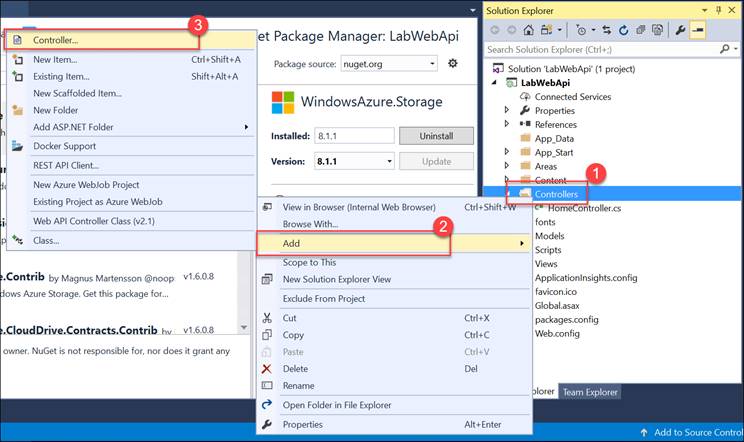 3
Controller...
New Item... Ctrl+Shift+A
Existing Item... Shift+Alt+A
New Scaffolded Item...
New Folder
Add ASP.NET Folder
Docker Support
REST API Client...
New Azure WebJob Project
Existing Project as Azure WebJob
Web API Controller Class (v2.1)
Class...
et Package Manager: LabWebApi
Package source: nuget.org
WindowsAzure.Storage
Installed: 8.1.1 Uninstall
Version: 8.1.1 Update
e.Contrib by Magnus Martensson @noop v1.6.0.8
ndows Azure Storage. Get this package for...
e.CloudDrive.Contracts.Contrib by v1.6.0.8
owner. NuGet is not responsible, nor does it grant any
View in Browser (Internal Web Browser) Ctrl+Shift+W
Browse With...
2
Add
Scope to This
New Solution Explorer View
Exclude From Project
Cut Ctrl+X
Copy Ctrl+C
Paste Ctrl+V
Delete Del
Rename
Open Folder in File Explorer
Properties Alt+Enter
Solution Explorer
Search Solution Explorer (Ctrl+;)
Solution 'LabWebApi' (1 project)
LabWebApi
Connected Services
Properties
References
App_Data
App_Start
Areas
Content
1
Controllers
HomeController.cs
fonts
Models
Scripts
Views
ApplicationInsights.config
favicon.ico
Global.asax
packages.config
Web.config
plorer Team Explorer
Add to Source Control